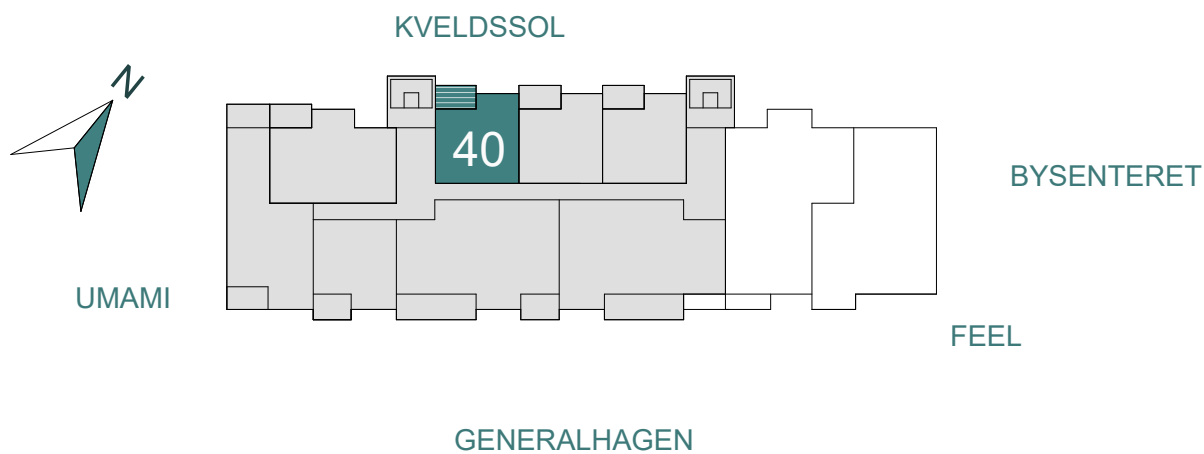 KVELDSSOL
N
40
BYSENTERET
UMAMI
FEEL
GENERALHAGEN